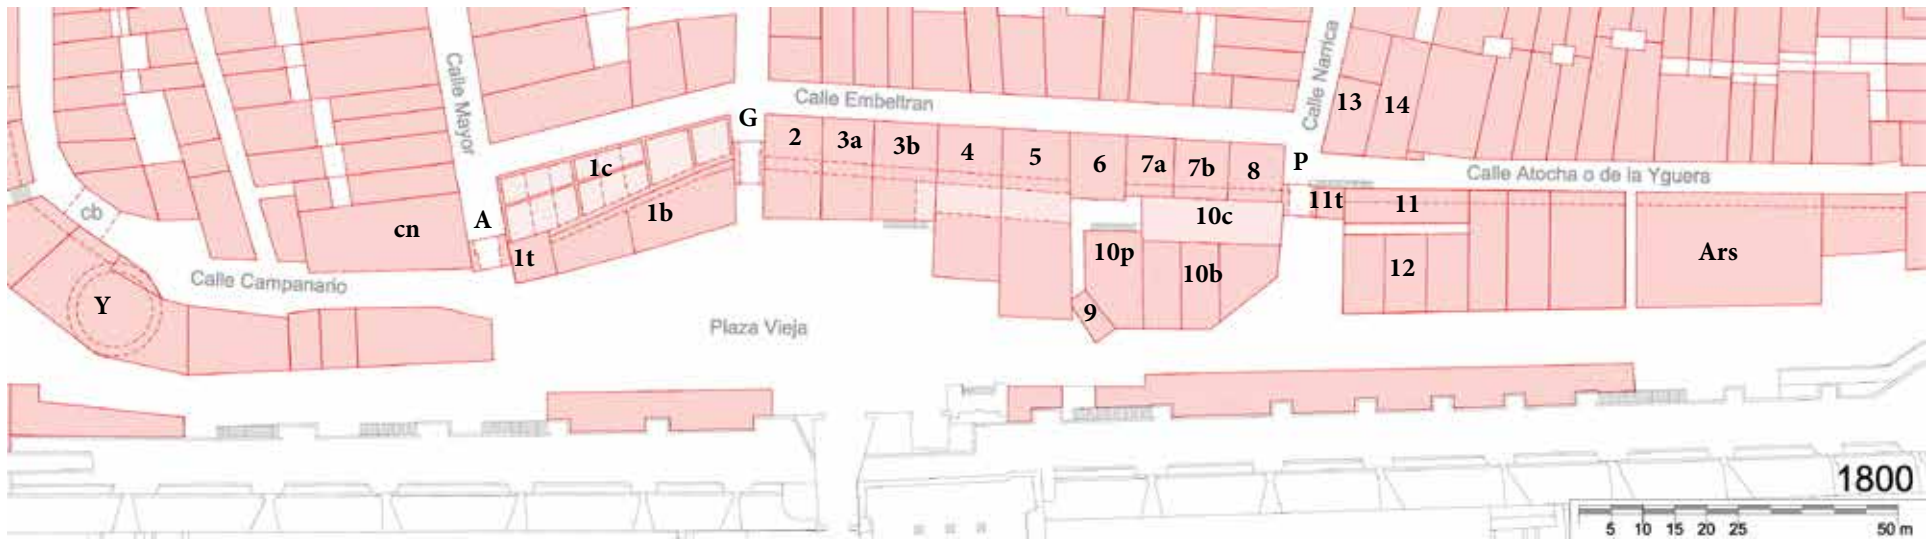 Calle Mayor
Calle Embeltran
Calle Narrica
13
14
G
2
3a
3b
4
5
6
7a
7b
8
P
Calle Atocha o de la Yguera
1c
cb
cn
A
1b
1t
10c
11t
11
10p
10b
12
Ars
Calle Campanario
Y
9
Plaza Vieja
1800
5 10 15 20 25 50 m